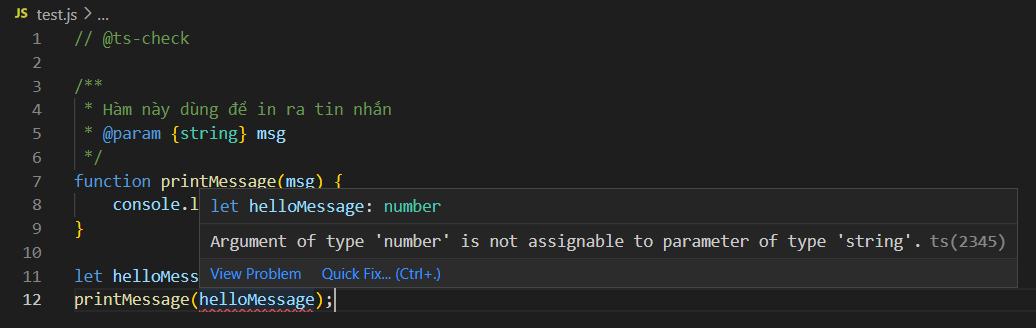 JS test.js > ...
1 // @ts-check
2
3 /**
4 * Hàm này dùng để in ra tin nhắn
5 * @param {string} msg
6 */
7 function printMessage(msg) {
8 console.l
let helloMessage: number
9 }
Argument of type 'number' is not assignable to parameter of type 'string'. ts(2345)
10
View Problem Quick Fix... (Ctrl+.)
11 let helloMess
12 printMessage(helloMessage);